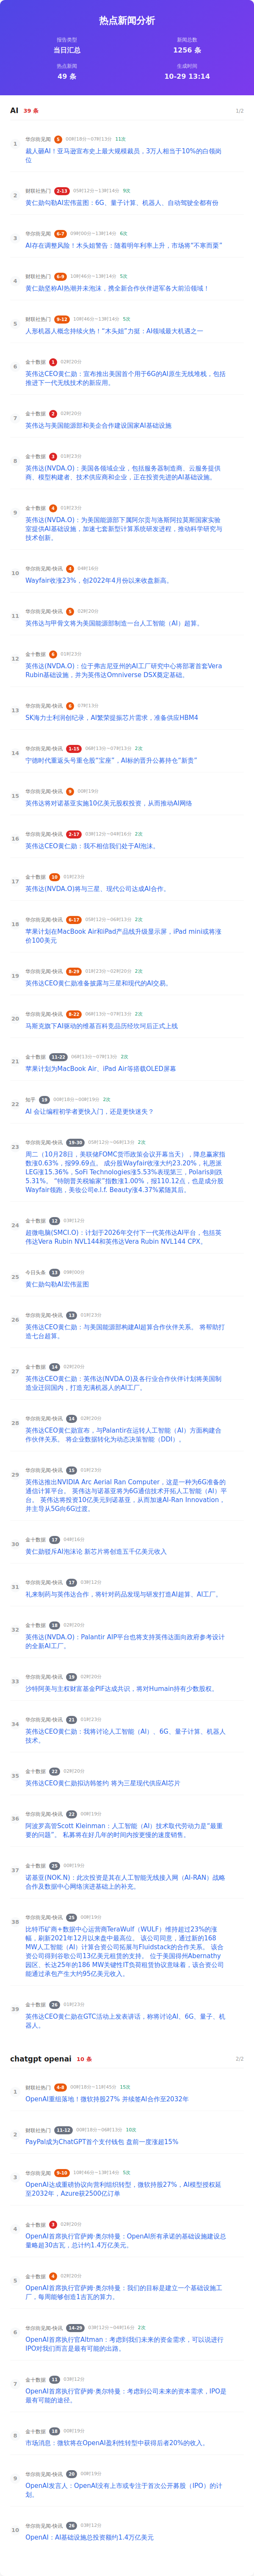 热点新闻分析
报告类型
新闻总数
当日汇总
1256 条
热点新闻
生成时间
49 条
10-29 13:14
AI 39 条
1/2
1
华尔街见闻 5 00时18分~07时13分 11次
裁人砸AI！亚马逊宣布史上最大规模裁员，3万人相当于10%的白领岗
位
2
财联社热门 2-13 05时12分~13时14分 9次
黄仁勋勾勒AI宏伟蓝图：6G、量子计算、机器人、自动驾驶全都有份
3
华尔街见闻 6-7 09时00分~13时14分 6次
AI存在调整风险！木头姐警告：随着明年利率上升，市场将“不寒而栗”
4
财联社热门 5-9 10时46分~13时14分 5次
黄仁勋坚称AI热潮并未泡沫，携全新合作伙伴进军各大前沿领域！
5
财联社热门 9-12 10时46分~13时14分 5次
人形机器人概念持续火热！“木头姐”力挺：AI领域最大机遇之一
6
金十数据 1 02时20分
英伟达CEO黄仁勋：宣布推出美国首个用于6G的AI原生无线堆栈，包括
推进下一代无线技术的新应用。
7
金十数据 2 02时20分
英伟达与美国能源部和美企合作建设国家AI基础设施
8
金十数据 3 01时23分
英伟达(NVDA.O)：美国各领域企业，包括服务器制造商、云服务提供
商、模型构建者、技术供应商和企业，正在投资先进的AI基础设施。
9
金十数据 4 01时23分
英伟达(NVDA.O)：为美国能源部下属阿尔贡与洛斯阿拉莫斯国家实验
室提供AI基础设施，加速七套新型计算系统研发进程，推动科学研究与
技术创新。
10
华尔街见闻-快讯 4 04时16分
Wayfair收涨23%，创2022年4月份以来收盘新高。
11
华尔街见闻-快讯 5 02时20分
英伟达与甲骨文将为美国能源部制造一台人工智能（AI）超算。
12
金十数据 6 01时23分
英伟达(NVDA.O)：位于弗吉尼亚州的AI工厂研究中心将部署首套Vera
Rubin基础设施，并为英伟达Omniverse DSX奠定基础。
13
华尔街见闻-快讯 8 07时13分
SK海力士利润创纪录，AI繁荣提振芯片需求，准备供应HBM4
14
华尔街见闻-快讯 1-15 06时13分~07时13分 2次
宁德时代重返头号重仓股“宝座”，AI标的晋升公募持仓“新贵”
15
华尔街见闻-快讯 9 00时19分
英伟达将对诺基亚实施10亿美元股权投资，从而推动AI网络
16
华尔街见闻-快讯 2-17 03时12分~04时16分 2次
英伟达CEO黄仁勋：我不相信我们处于AI泡沫。
17
金十数据 10 01时23分
英伟达(NVDA.O)将与三星、现代公司达成AI合作。
18
华尔街见闻-快讯 6-17 05时12分~06时13分 2次
苹果计划在MacBook Air和iPad产品线升级显示屏，iPad mini或将涨
价100美元
19
华尔街见闻-快讯 8-29 01时23分~02时20分 2次
英伟达CEO黄仁勋准备披露与三星和现代的AI交易。
20
华尔街见闻-快讯 8-22 06时13分~07时13分 2次
马斯克旗下AI驱动的维基百科竞品历经坎坷后正式上线
21
金十数据 11-22 06时13分~07时13分 2次
苹果计划为MacBook Air、iPad Air等搭载OLED屏幕
22
知乎 19 06时18分~08时19分 2次
AI 会让编程初学者更快入门，还是更快迷失？
23
华尔街见闻-快讯 19-30 05时12分~06时13分 2次
周二（10月28日，美联储FOMC货币政策会议开幕当天），降息赢家指
数涨0.63%，报99.69点。 成分股Wayfair收涨大约23.20%，礼恩派
LEG涨15.36%，SoFi Technologies涨5.53%表现第三，Polaris则跌
5.31%。 “特朗普关税输家”指数涨1.00%，报110.12点，也是成分股
Wayfair领跑，美妆公司e.l.f. Beauty涨4.37%紧随其后。
24
金十数据 12 03时12分
超微电脑(SMCI.O)：计划于2026年交付下一代英伟达AI平台，包括英
伟达Vera Rubin NVL144和英伟达Vera Rubin NVL144 CPX。
25
今日头条 13 09时00分
黄仁勋勾勒AI宏伟蓝图
26
华尔街见闻-快讯 13 01时23分
英伟达CEO黄仁勋：与美国能源部构建AI超算合作伙伴关系。 将帮助打
造七台超算。
27
金十数据 14 02时20分
英伟达CEO黄仁勋：英伟达(NVDA.O)及各行业合作伙伴计划将美国制
造业迁回国内，打造充满机器人的AI工厂。
28
华尔街见闻-快讯 14 02时20分
英伟达CEO黄仁勋宣布，与Palantir在运转人工智能（AI）方面构建合
作伙伴关系。 将企业数据转化为动态决策智能（DDI）。
29
华尔街见闻-快讯 15 01时23分
英伟达推出NVIDIA Arc Aerial Ran Computer，这是一种为6G准备的
通信计算平台。 英伟达与诺基亚将为6G通信技术开拓人工智能（AI）平
台。 英伟达将投资10亿美元到诺基亚，从而加速AI-Ran Innovation，
并主导从5G向6G过渡。
30
金十数据 17 04时16分
黄仁勋驳斥AI泡沫论 新芯片将创造五千亿美元收入
31
华尔街见闻-快讯 17 03时12分
礼来制药与英伟达合作，将针对药品发现与研发打造AI超算、AI工厂。
32
金十数据 18 02时20分
英伟达(NVDA.O)：Palantir AIP平台也将支持英伟达面向政府参考设计
的全新AI工厂。
33
华尔街见闻-快讯 19 02时20分
沙特阿美与主权财富基金PIF达成共识，将对Humain持有少数股权。
34
华尔街见闻-快讯 21 01时23分
英伟达CEO黄仁勋：我将讨论人工智能（AI）、6G、量子计算、机器人
技术。
35
金十数据 22 02时20分
英伟达CEO黄仁勋拟访韩签约 将为三星现代供应AI芯片
36
华尔街见闻-快讯 22 00时19分
阿波罗高管Scott Kleinman：人工智能（AI）技术取代劳动力是“最重
要的问题”。 私募将在好几年的时间内按更慢的速度销售。
37
金十数据 25 00时19分
诺基亚(NOK.N)：此次投资是其在人工智能无线接入网（AI-RAN）战略
合作及数据中心网络演进基础上的补充。
38
华尔街见闻-快讯 25 00时19分
比特币矿商+数据中心运营商TeraWulf（WULF）维持超过23%的涨
幅，刷新2021年12月以来盘中最高位。 该公司同意，通过新的168
MW人工智能（AI）计算合资公司拓展与Fluidstack的合作关系。 该合
资公司得到谷歌公司13亿美元租赁的支持。 位于美国得州Abernathy
园区、长达25年的186 MW关键性IT负荷租赁协议意味着，该合资公司
能通过承包产生大约95亿美元收入。
39
金十数据 26 01时23分
英伟达CEO黄仁勋在GTC活动上发表讲话，称将讨论AI、6G、量子、机
器人。
chatgpt openai 10 条
2/2
1
财联社热门 4-8 00时18分~21时45分 15次
OpenAI重组落地！微软持股27% 并续签AI合作至2032年
2
财联社热门 11-12 00时18分~06时13分 10次
PayPal成为ChatGPT首个支付钱包 盘前一度涨超15%
3
华尔街见闻 9-10 10时46分~13时14分 5次
OpenAI达成重磅协议向营利组织转型，微软持股27%，AI模型授权延
至2032年，Azure获2500亿订单
4
金十数据 3 02时20分
OpenAI首席执行官萨姆·奥尔特曼：OpenAI所有承诺的基础设施建设总
量略超30吉瓦，总计约1.4万亿美元。
5
金十数据 4 02时20分
OpenAI首席执行官萨姆·奥尔特曼：我们的目标是建立一个基础设施工
厂，每周能够创造1吉瓦的算力。
6
华尔街见闻-快讯 14-29 03时12分~04时16分 2次
OpenAI首席执行官Altman：考虑到我们未来的资金需求，可以说进行
IPO对我们而言是最有可能的出路。
7
金十数据 11 03时12分
OpenAI首席执行官萨姆·奥尔特曼：考虑到公司未来的资本需求，IPO是
最有可能的途径。
8
金十数据 18 00时19分
市场消息：微软将在OpenAI盈利性转型中获得后者20%的收入。
9
华尔街见闻-快讯 20 00时19分
OpenAI发言人：OpenAI没有上市或专注于首次公开募股（IPO）的计
划。
10
华尔街见闻-快讯 26 03时12分
OpenAI：AI基础设施总投资额约1.4万亿美元